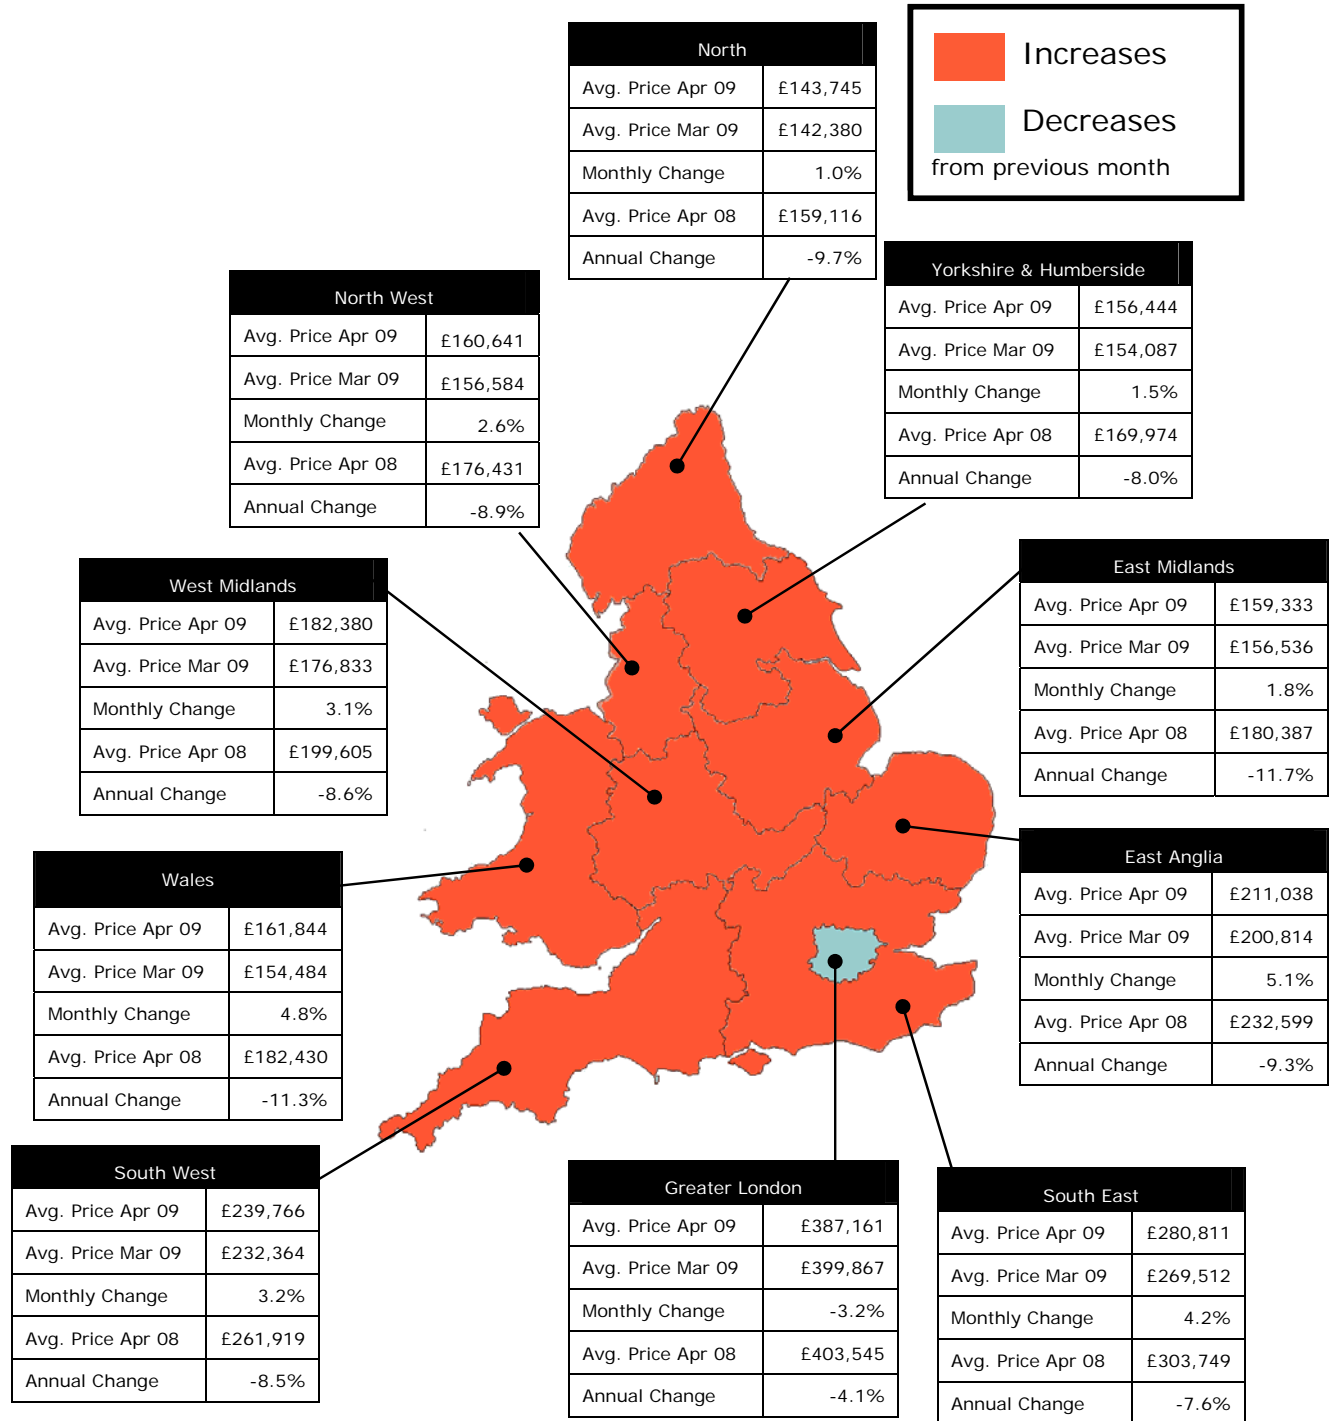 North
Avg. Price Apr 09 £143,745
Avg. Price Mar 09 £142,380
Monthly Change 1.0%
Avg. Price Apr 08 £159,116
Annual Change -9.7%
Increases
Decreases
from previous month
North West
Avg. Price Apr 09 £160,641
Avg. Price Mar 09 £156,584
Monthly Change 2.6%
Avg. Price Apr 08 £176,431
Annual Change -8.9%
Yorkshire & Humberside
Avg. Price Apr 09 £156,444
Avg. Price Mar 09 £154,087
Monthly Change 1.5%
Avg. Price Apr 08 £169,974
Annual Change -8.0%
West Midlands
Avg. Price Apr 09 £182,380
Avg. Price Mar 09 £176,833
Monthly Change 3.1%
Avg. Price Apr 08 £199,605
Annual Change -8.6%
East Midlands
Avg. Price Apr 09 £159,333
Avg. Price Mar 09 £156,536
Monthly Change 1.8%
Avg. Price Apr 08 £180,387
Annual Change -11.7%
Wales
Avg. Price Apr 09 £161,844
Avg. Price Mar 09 £154,484
Monthly Change 4.8%
Avg. Price Apr 08 £182,430
Annual Change -11.3%
East Anglia
Avg. Price Apr 09 £211,038
Avg. Price Mar 09 £200,814
Monthly Change 5.1%
Avg. Price Apr 08 £232,599
Annual Change -9.3%
South West
Avg. Price Apr 09 £239,766
Avg. Price Mar 09 £232,364
Monthly Change 3.2%
Avg. Price Apr 08 £261,919
Annual Change -8.5%
Greater London
Avg. Price Apr 09 £387,161
Avg. Price Mar 09 £399,867
Monthly Change -3.2%
Avg. Price Apr 08 £403,545
Annual Change -4.1%
South East
Avg. Price Apr 09 £280,811
Avg. Price Mar 09 £269,512
Monthly Change 4.2%
Avg. Price Apr 08 £303,749
Annual Change -7.6%